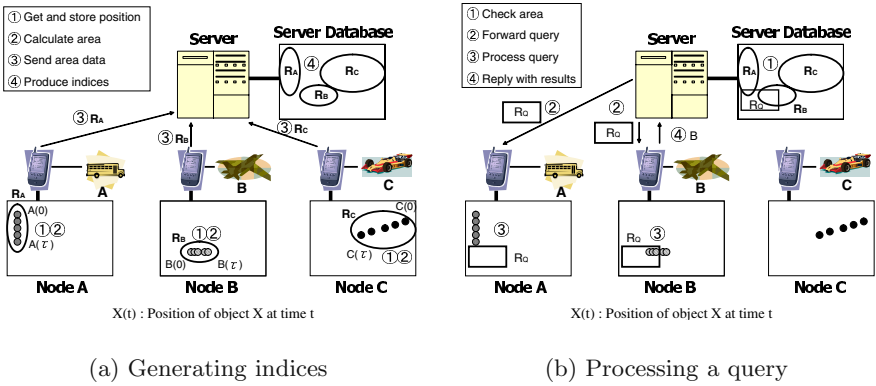 ① Get and store position
② Calculate area
③ Send area data
④ Produce indices
Server
Server Database
RA
④
RC
RB
③ RA
③ RB
③ RC
A
B
C
RA
A(0)
①②
A(τ)
RB
①②
B(0)
B(τ)
RC
C(0)
C(τ)
①②
Node A
Node B
Node C
X(t) : Position of object X at time t
(a) Generating indices
① Check area
② Forward query
③ Process query
④ Reply with results
Server
Server Database
RA
①
RC
RB
RQ
RQ
②
②
RQ
④ B
A
B
C
③
RQ
RQ
③
Node A
Node B
Node C
X(t) : Position of object X at time t
(b) Processing a query